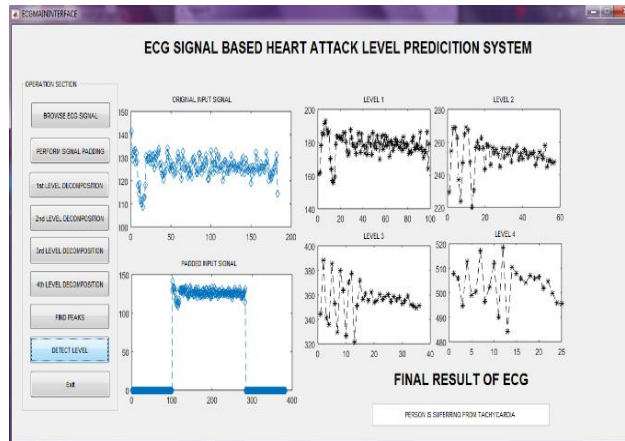 ECGMAININTERFACE
ECG SIGNAL BASED HEART ATTACK LEVEL PREDICITION SYSTEM
OPERATION SECTION
BROWSE ECG SIGNAL
PERFORM SIGNAL PADDING
1st LEVEL DECOMPOSITION
2nd LEVEL DECOMPOSITION
3rd LEVEL DECOMPOSITION
4th LEVEL DECOMPOSITION
FIND PEAKS
DETECT LEVEL
Exit
ORIGINAL INPUT SIGNAL
150
140
130
120
110
100
0 50 100 150 200
PADDED INPUT SIGNAL
150
100
50
0
0 100 200 300 400
LEVEL 1
200
180
160
140
0 20 40 60 80 100
LEVEL 2
280
260
240
220
0 20 40 60
LEVEL 3
400
380
360
340
320
0 10 20 30 40
LEVEL 4
520
500
480
0 5 10 15 20 25
FINAL RESULT OF ECG
PERSON IS SUFFERING FROM TACHYCARDIA